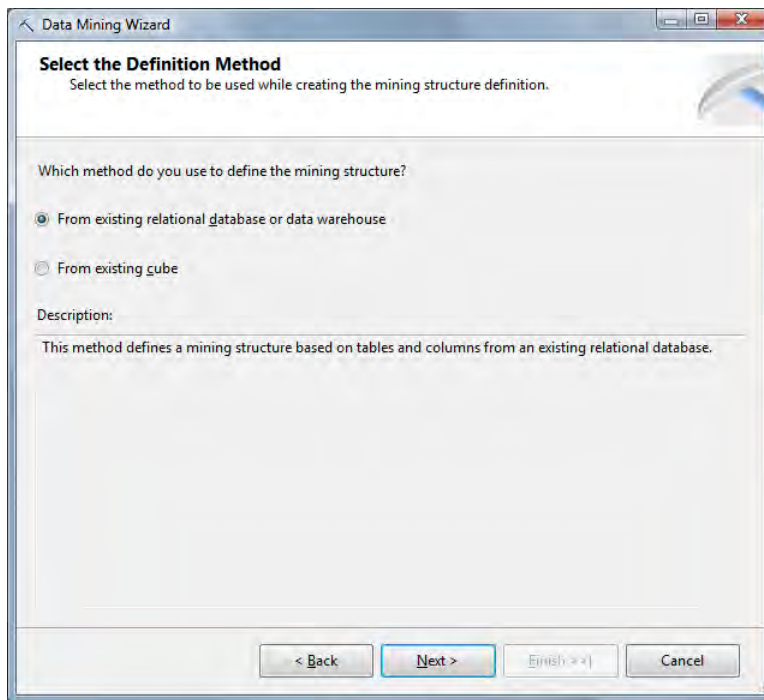 Data Mining Wizard
Select the Definition Method
Select the method to be used while creating the mining structure definition.
Which method do you use to define the mining structure?
From existing relational database or data warehouse
From existing cube
Description:
This method defines a mining structure based on tables and columns from an existing relational database.
< Back
Next >
Finish >>|
Cancel